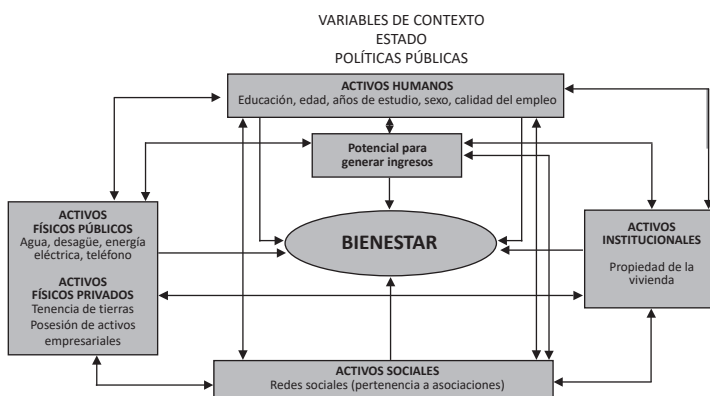 VARIABLES DE CONTEXTO
ESTADO
POLÍTICAS PÚBLICAS
ACTIVOS HUMANOS
Educación, edad, años de estudio, sexo, calidad del empleo
Potencial para
generar ingresos
ACTIVOS
FÍSICOS PÚBLICOS
Agua, desagüe, energía
eléctrica, teléfono
ACTIVOS
FÍSICOS PRIVADOS
Tenencia de tierras
Posesión de activos
empresariales
BIENESTAR
ACTIVOS
INSTITUCIONALES
Propiedad de la
vivienda
ACTIVOS SOCIALES
Redes sociales (pertenencia a asociaciones)